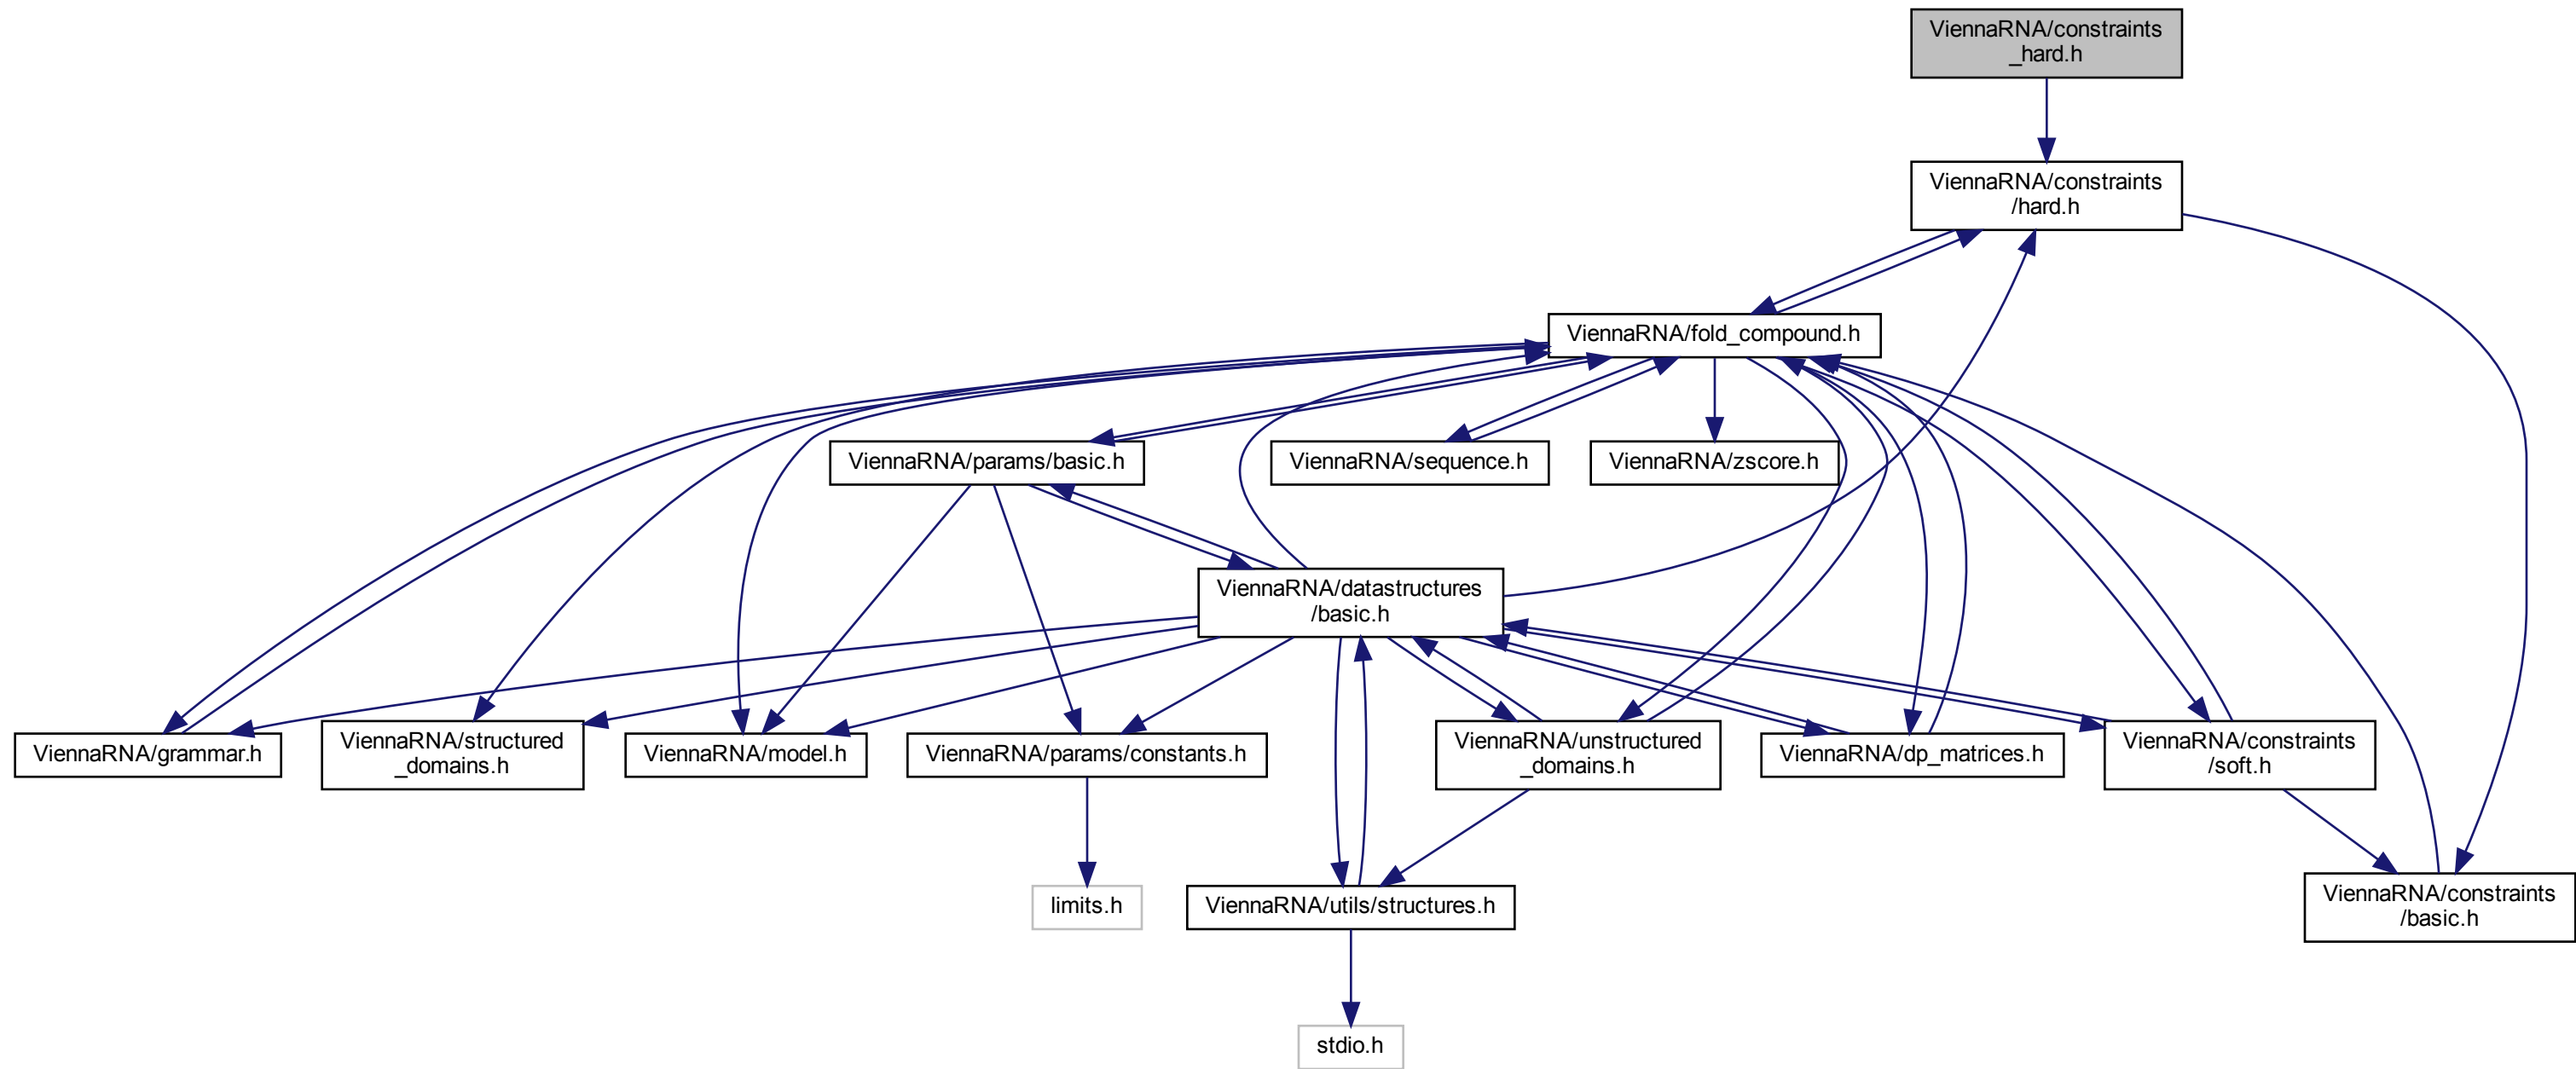 ViennaRNA/constraints
_hard.h
ViennaRNA/constraints
/hard.h
ViennaRNA/fold_compound.h
ViennaRNA/params/basic.h
ViennaRNA/sequence.h
ViennaRNA/zscore.h
ViennaRNA/datastructures
/basic.h
ViennaRNA/grammar.h
ViennaRNA/structured
_domains.h
ViennaRNA/model.h
ViennaRNA/params/constants.h
ViennaRNA/unstructured
_domains.h
ViennaRNA/dp_matrices.h
ViennaRNA/constraints
/soft.h
limits.h
ViennaRNA/utils/structures.h
ViennaRNA/constraints
/basic.h
stdio.h